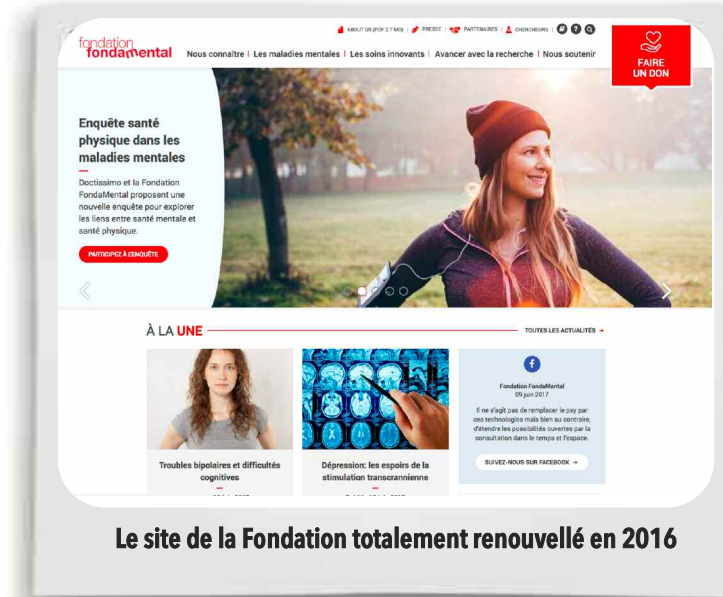 ABOUT US (PDF 2.7 MO) | PRESSE | PARTENAIRES | CHERCHEURS
fondation
fondamental
Nous connaître | Les maladies mentales | Les soins innovants | Avancer avec la recherche | Nous soutenir
FAIRE
UN DON
Enquête santé
physique dans les
maladies mentales
Doctissimo et la Fondation
FondaMental proposent une
nouvelle enquête pour explorer
les liens entre santé mentale et
santé physique.
PARTICIPEZ À L'ENQUÊTE
À LA UNE
TOUTES LES ACTUALITÉS →
Troubles bipolaires et difficultés
cognitives
Dépression: les espoirs de la
stimulation transcrannienne
Fondation FondaMental
09 juin 2017
Il ne s'agit pas de remplacer le psy par
ces technologies mais bien au contraire,
d'étendre les possibilités ouvertes par la
consultation dans le temps et l'espace.
SUIVEZ-NOUS SUR FACEBOOK →
Le site de la Fondation totalement renouvellé en 2016